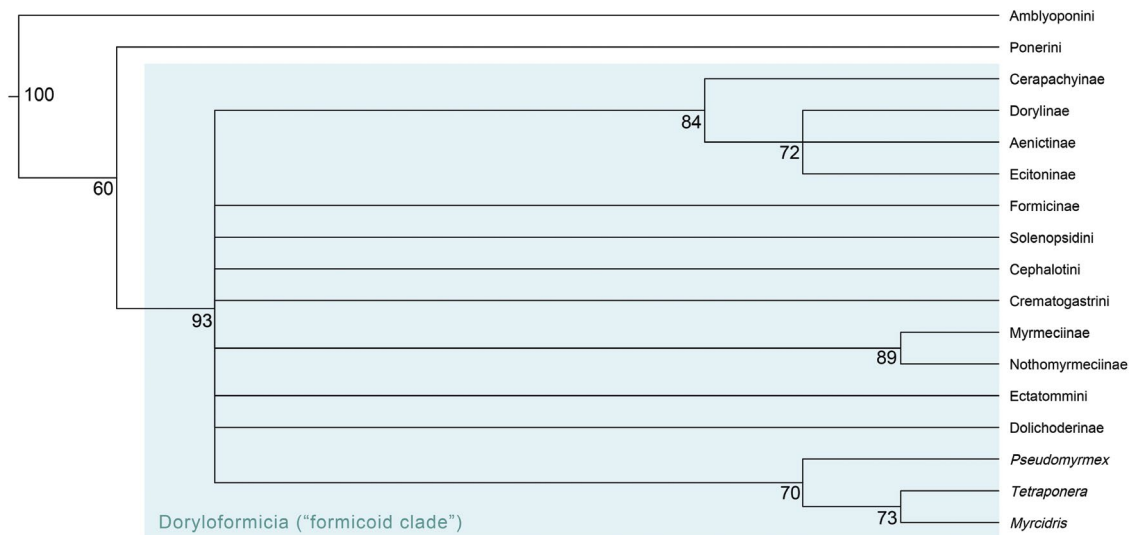 Amblyoponini
Ponerini
Cerapachyinae
100
Dorylinae
84
Aenictinae
72
Ecitoninae
60
Formicinae
Solenopsidini
Cephalotini
Crematogastrini
93
Myrmeciinae
89
Nothomyrmeciinae
Ectatommini
Dolichoderinae
Pseudomyrmex
70
Tetraponera
73
Myrcidris
Doryloformicia (“formicoid clade”)